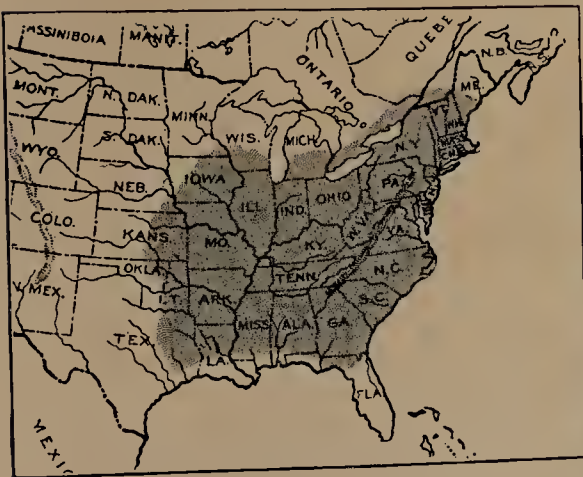 ASSINIBOIA
MANIT.
ONTARIO
QUEBE
N.B.
N.S.
MONT.
N. DAK.
MINN.
WIS.
MICH.
ME.
VT.
N.H.
S. DAK.
WYO.
N.Y.
NEB.
IOWA
ILL.
IND.
OHIO
PA.
COLO.
KANS.
MO.
KY.
W.VA.
VA.
OKLA.
TENN.
N.C.
N. MEX.
I.T.
ARK.
S.C.
TEX.
MISS.
ALA.
GA.
LA.
FLA.
MEXIC